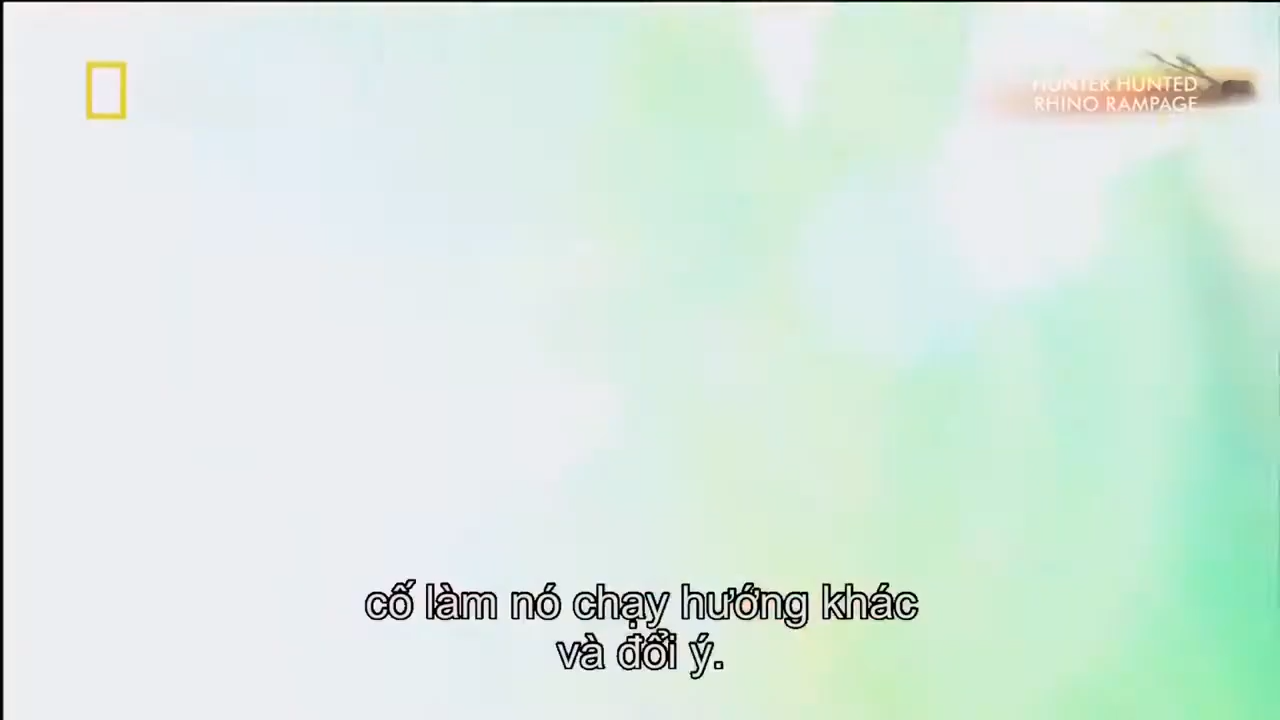 HUNTER HUNTED
RHINO RAMPAGE
cố làm nó chạy hướng khác
và đổi ý.